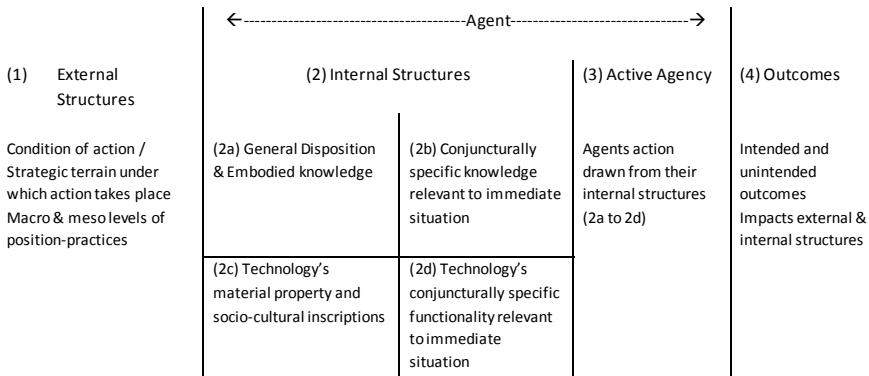 ←----------------------------------------Agent--------------------------------→
(1) External
Structures
(2) Internal Structures
(3) Active Agency
(4) Outcomes
Condition of action /
Strategic terrain under
which action takes place
Macro & meso levels of
position-practices
(2a) General Disposition
& Embodied knowledge
(2b) Conjuncturally
specific knowledge
relevant to immediate
situation
Agents action
drawn from their
internal structures
(2a to 2d)
Intended and
unintended
outcomes
Impacts external &
internal structures
(2c) Technology's
material property and
socio-cultural inscriptions
(2d) Technology's
conjuncturally specific
functionality relevant
to immediate
situation